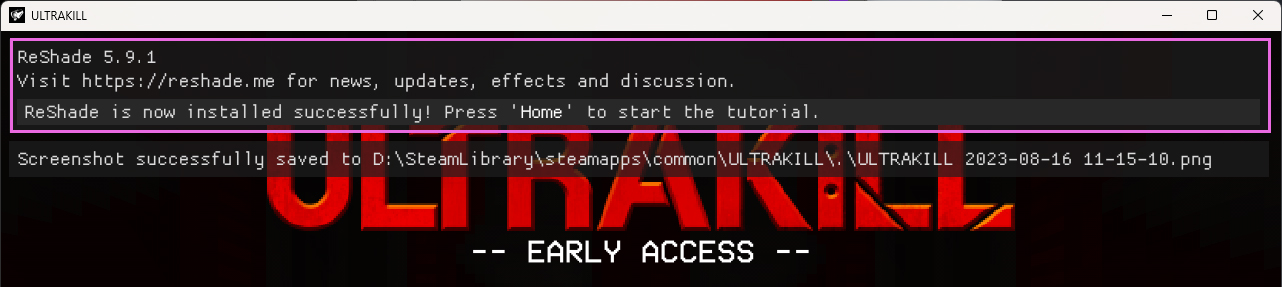 ULTRAKILL
ReShade 5.9.1
Visit https://reshade.me for news, updates, effects and discussion.
ReShade is now installed successfully! Press 'Home' to start the tutorial.
Screenshot successfully saved to D:\SteamLibrary\steamapps\common\ULTRAKILL\.\ULTRAKILL 2023-08-16 11-15-10.png
ULTRAKILL
-- EARLY ACCESS --